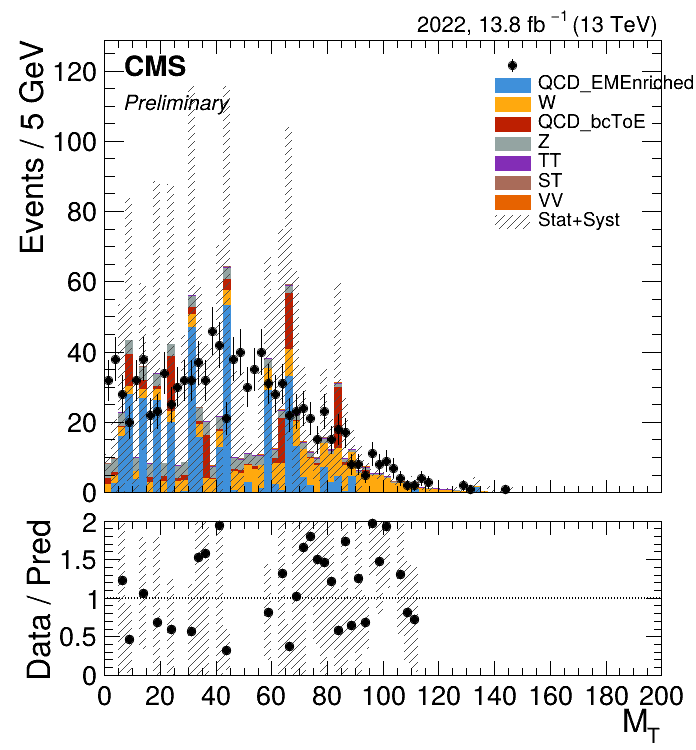 2022, 13.8 fb⁻¹ (13 TeV)
CMS
Preliminary
QCD_EMEnriched
W
QCD_bcToE
Z
TT
ST
VV
Stat+Syst
Events / 5 GeV
120
100
80
60
40
20
0
Data / Pred
2
1.5
1
0.5
0
0 20 40 60 80 100 120 140 160 180 200
M_T